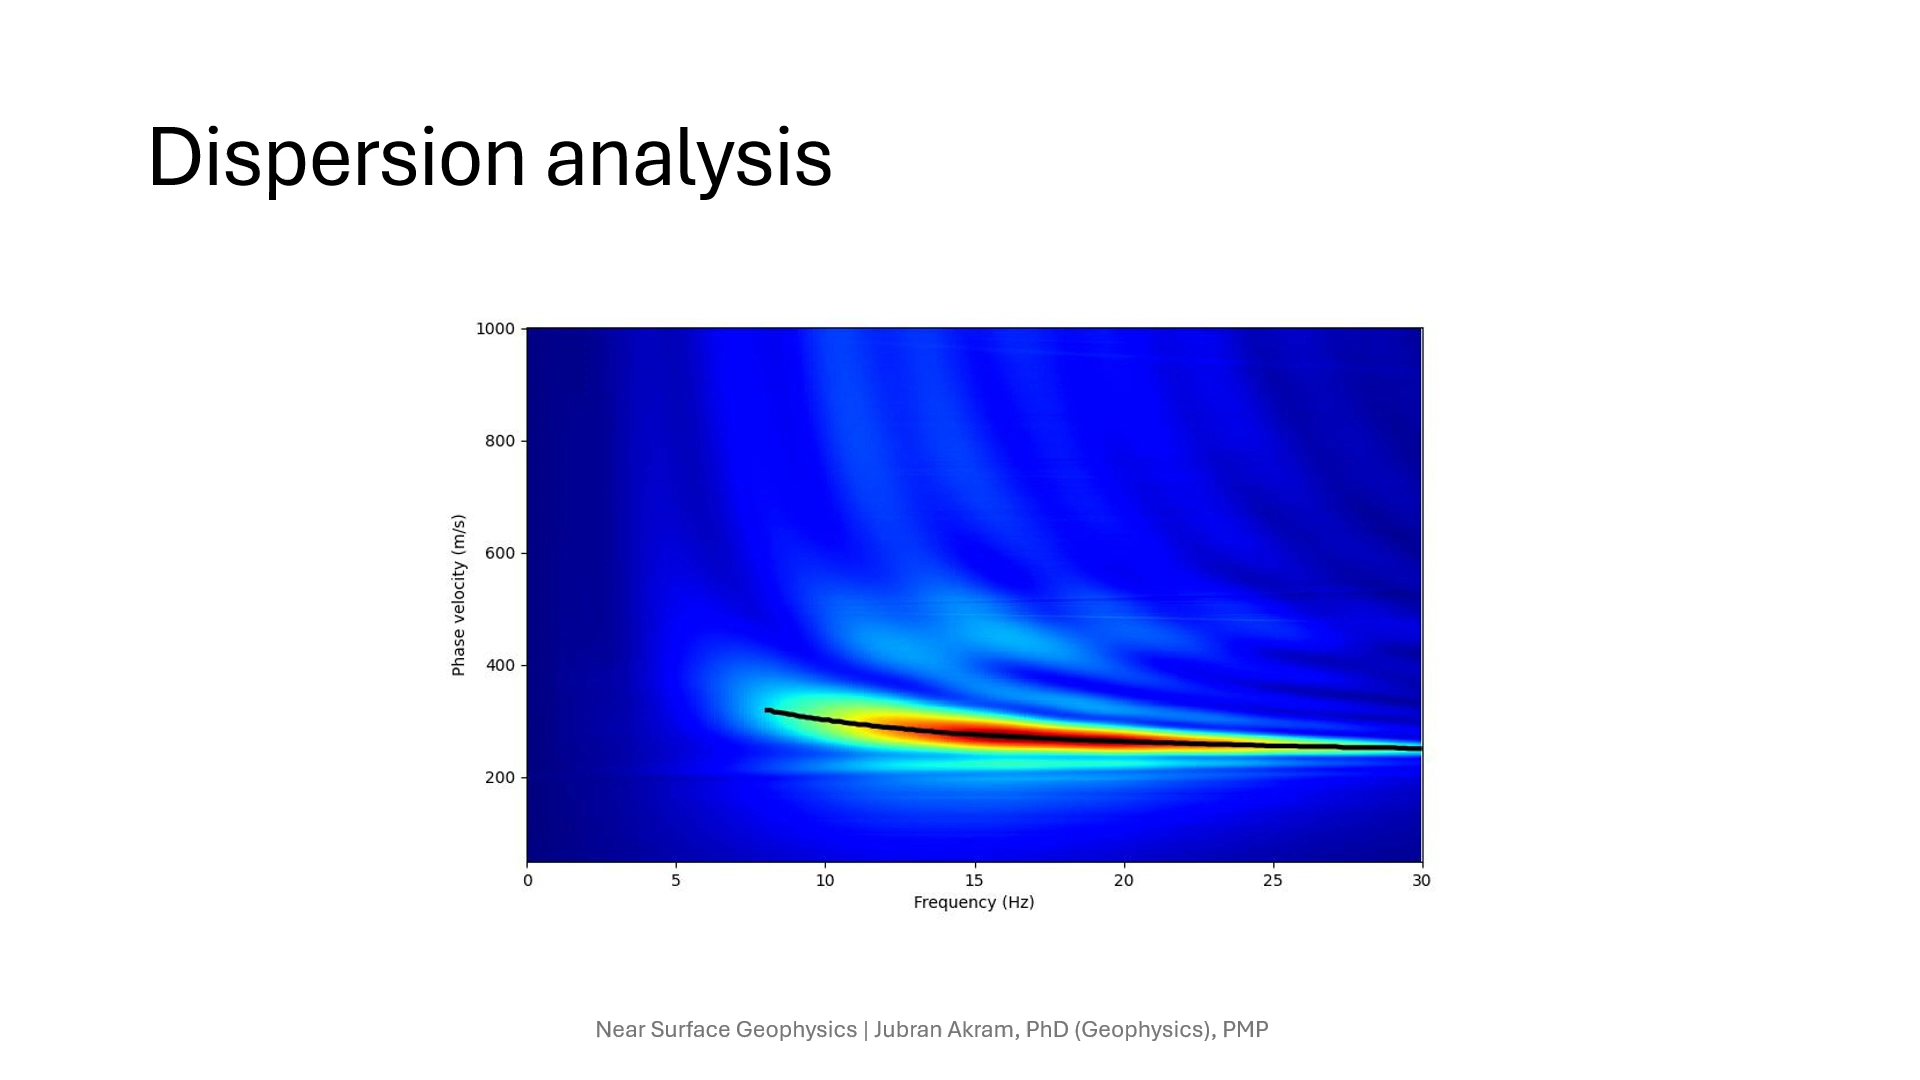 Dispersion analysis
1000
800
600
400
200
Phase velocity (m/s)
0 5 10 15 20 25 30
Frequency (Hz)
Near Surface Geophysics | Jubran Akram, PhD (Geophysics), PMP